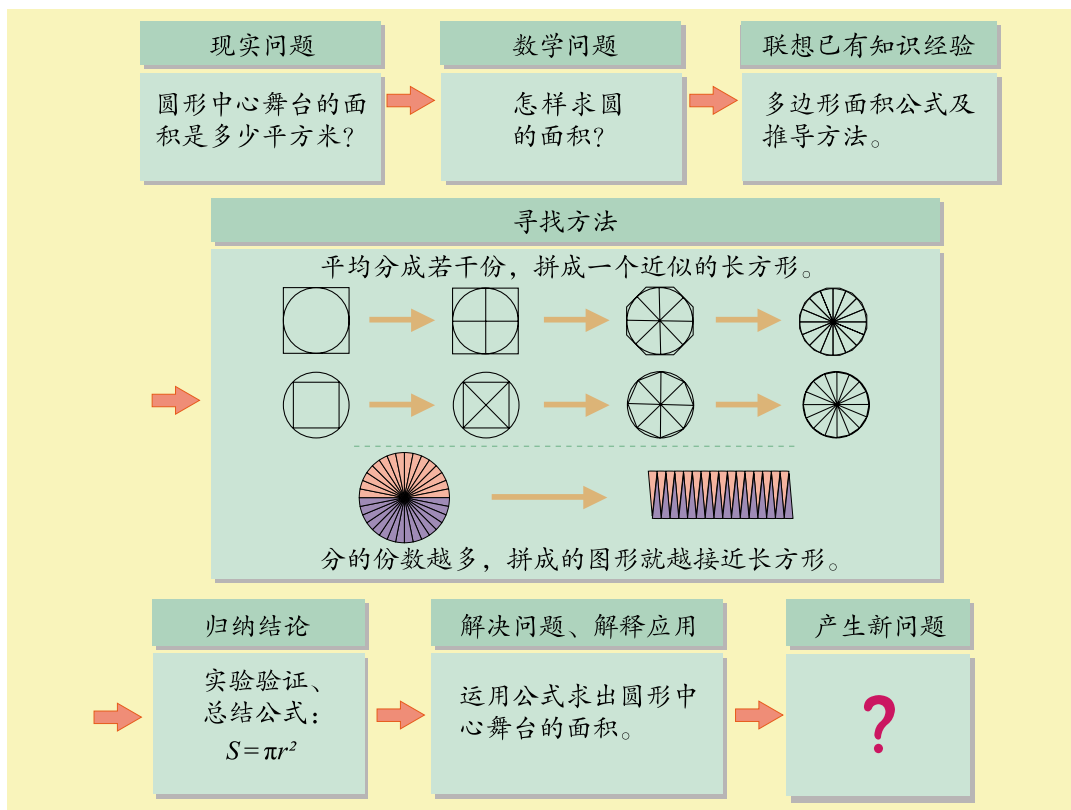 现实问题
圆形中心舞台的面
积是多少平方米?
数学问题
怎样求圆
的面积?
联想已有知识经验
多边形面积公式及
推导方法。
寻找方法
平均分成若干份，拼成一个近似的长方形。
分的份数越多，拼成的图形就越接近长方形。
归纳结论
实验验证、
总结公式：
S=πr²
解决问题、解释应用
运用公式求出圆形中
心舞台的面积。
产生新问题
?